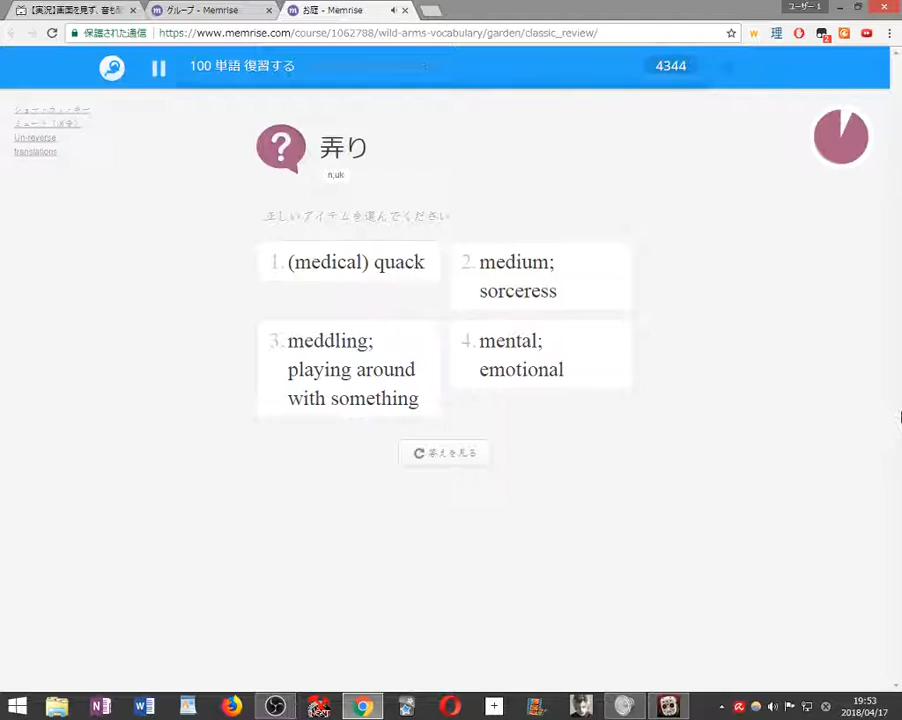 【実況】画面を見ず、音も
グループ - Memrise
お庭 - Memrise
ユーザー 1
保護された通信
https://www.memrise.com/course/1062788/wild-arms-vocabulary/garden/classic_review/
100 単語 復習する
4344
Un-reverse
translations
弄り
n;uk
正しいアイテムを選んでください
1. (medical) quack
2. medium;
sorceress
3. meddling;
playing around
with something
4. mental;
emotional
答えを見る
19:53
2018/04/17